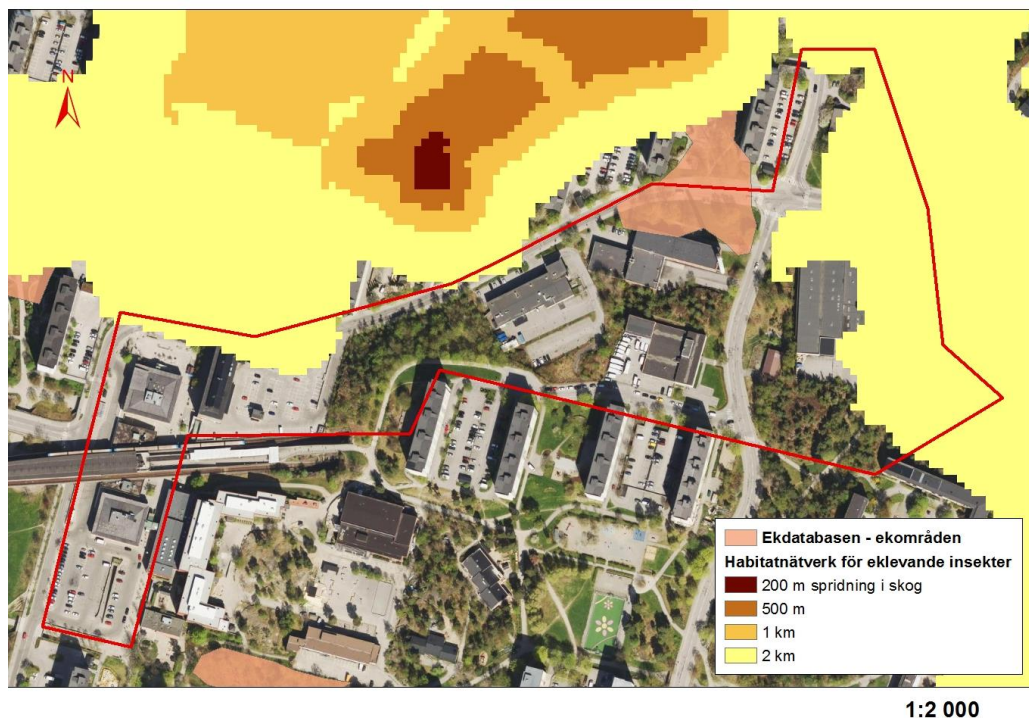 N
Ekdatabasen - ekområden
Habitatnätverk för eklevande insekter
200 m spridning i skog
500 m
1 km
2 km
1:2 000